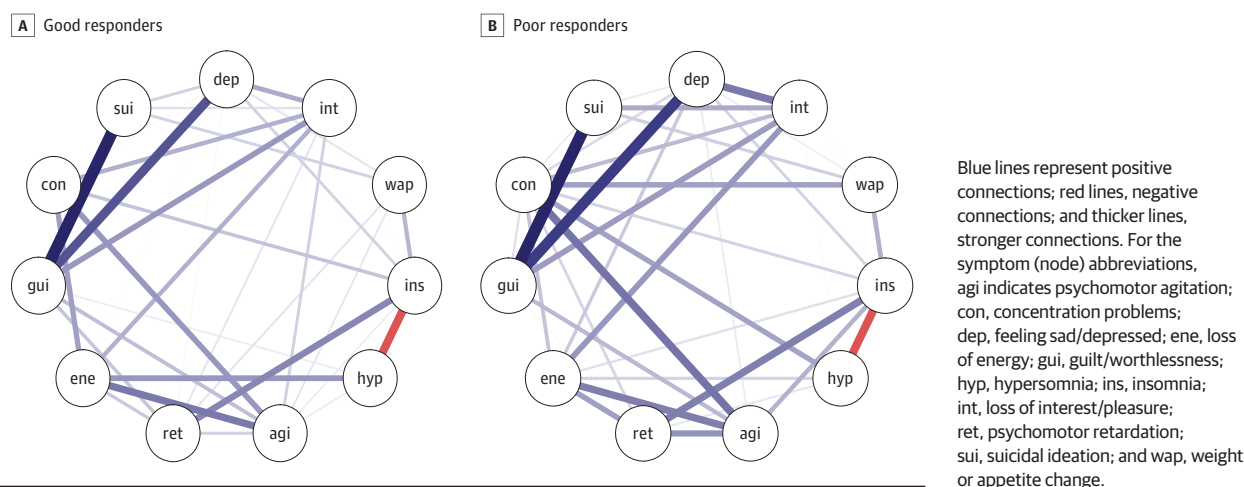 A Good responders
B Poor responders
dep
sui
int
con
wap
gui
ins
ene
hyp
ret
agi
dep
sui
int
con
wap
gui
ins
ene
hyp
ret
agi
Blue lines represent positive
connections; red lines, negative
connections; and thicker lines,
stronger connections. For the
symptom (node) abbreviations,
agi indicates psychomotor agitation;
con, concentration problems;
dep, feeling sad/depressed; ene, loss
of energy; gui, guilt/worthlessness;
hyp, hypersomnia; ins, insomnia;
int, loss of interest/pleasure;
ret, psychomotor retardation;
sui, suicidal ideation; and wap, weight
or appetite change.